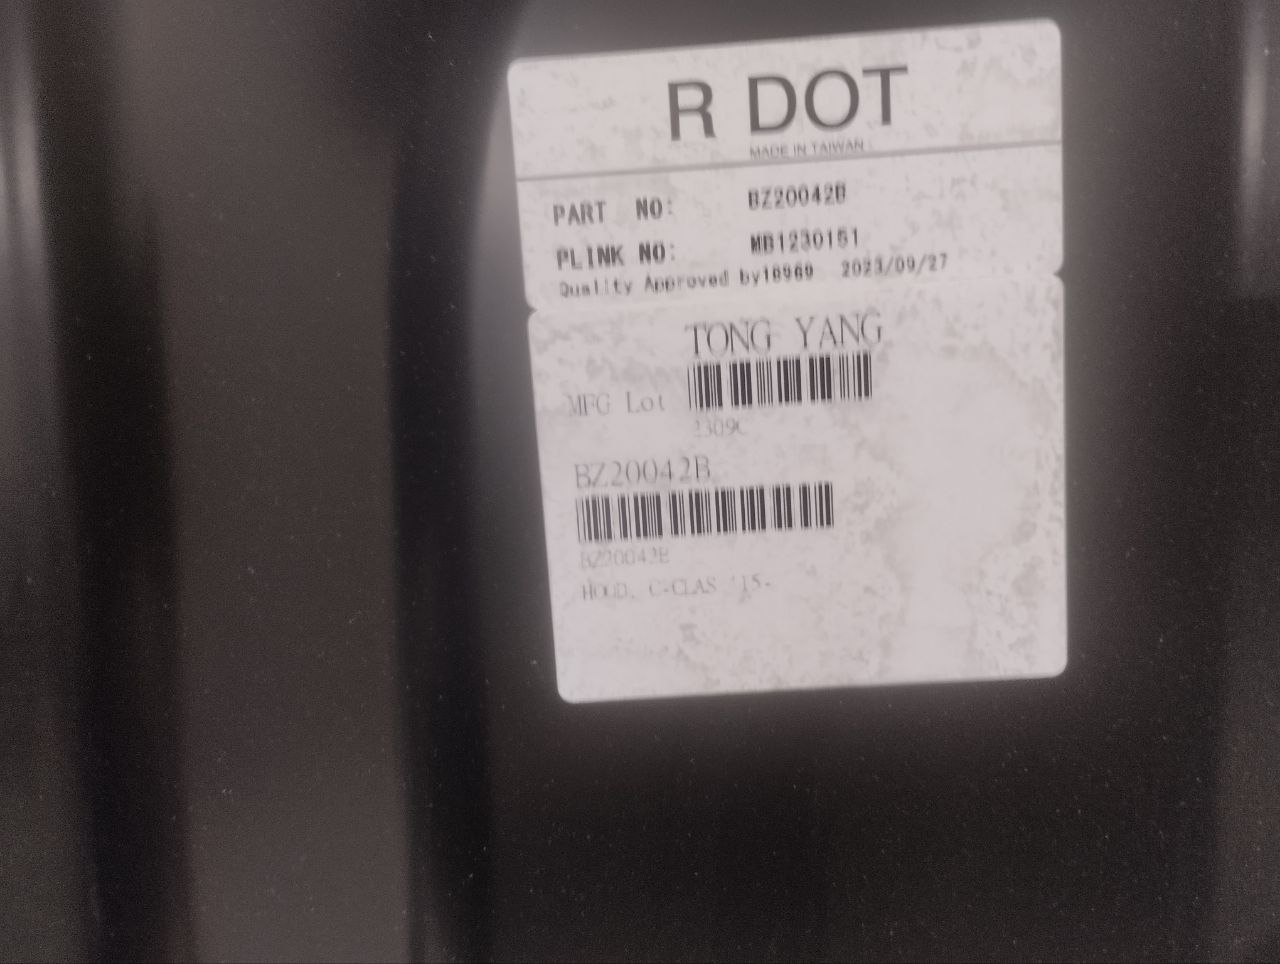 R DOT
MADE IN TAIWAN
PART NO: BZ20042B
PLINK NO: MB1230151
Quality Approved by18969 2023/09/27
TONG YANG
MFG Lot
2309C
BZ20042B
BZ20042B
HOOD, C-CLAS '15-